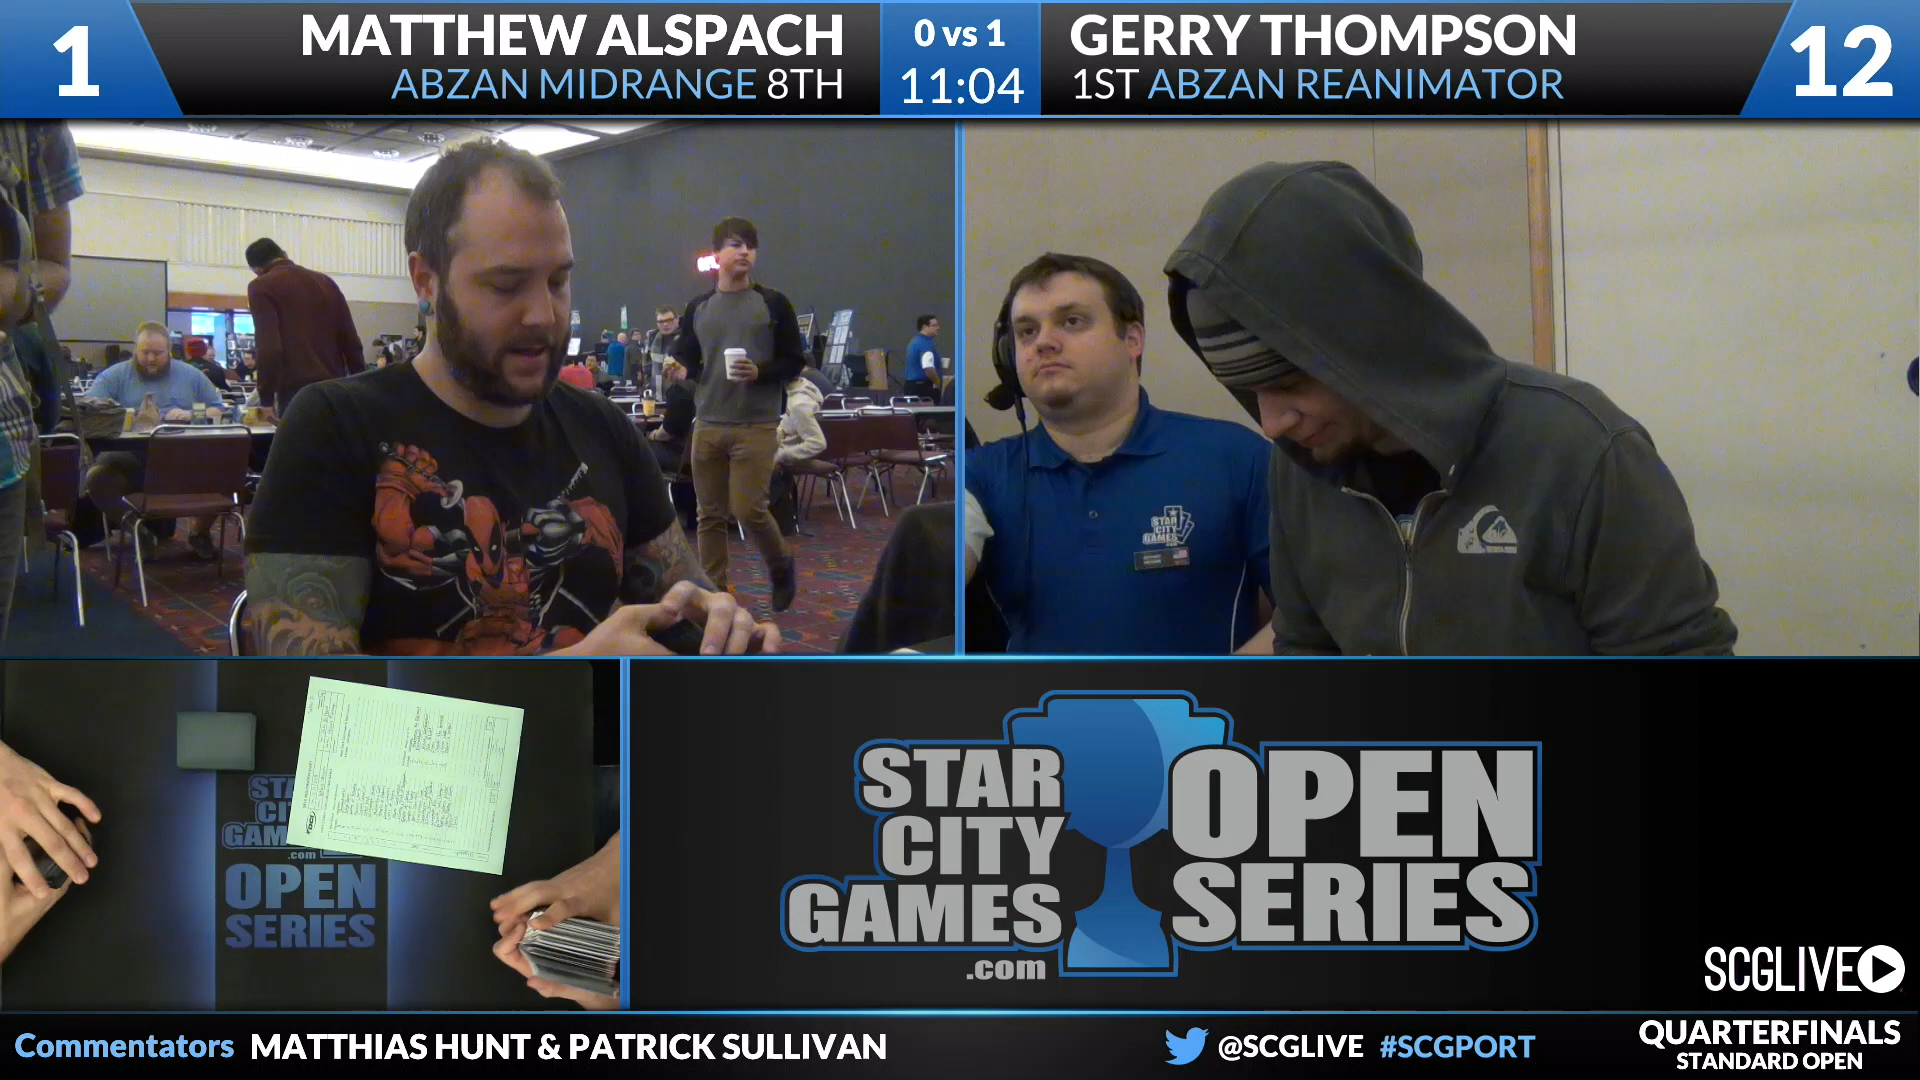 1
MATTHEW ALSPACH
ABZAN MIDRANGE 8TH
0 vs 1
11:04
GERRY THOMPSON
1ST ABZAN REANIMATOR
12
STAR
CITY
GAMES
STAR
CITY
GAMES
.com
OPEN
SERIES
.com
OPEN
SERIES
SCGLIVE
Commentators MATTHIAS HUNT & PATRICK SULLIVAN
@SCGLIVE #SCGPORT
QUARTERFINALS
STANDARD OPEN